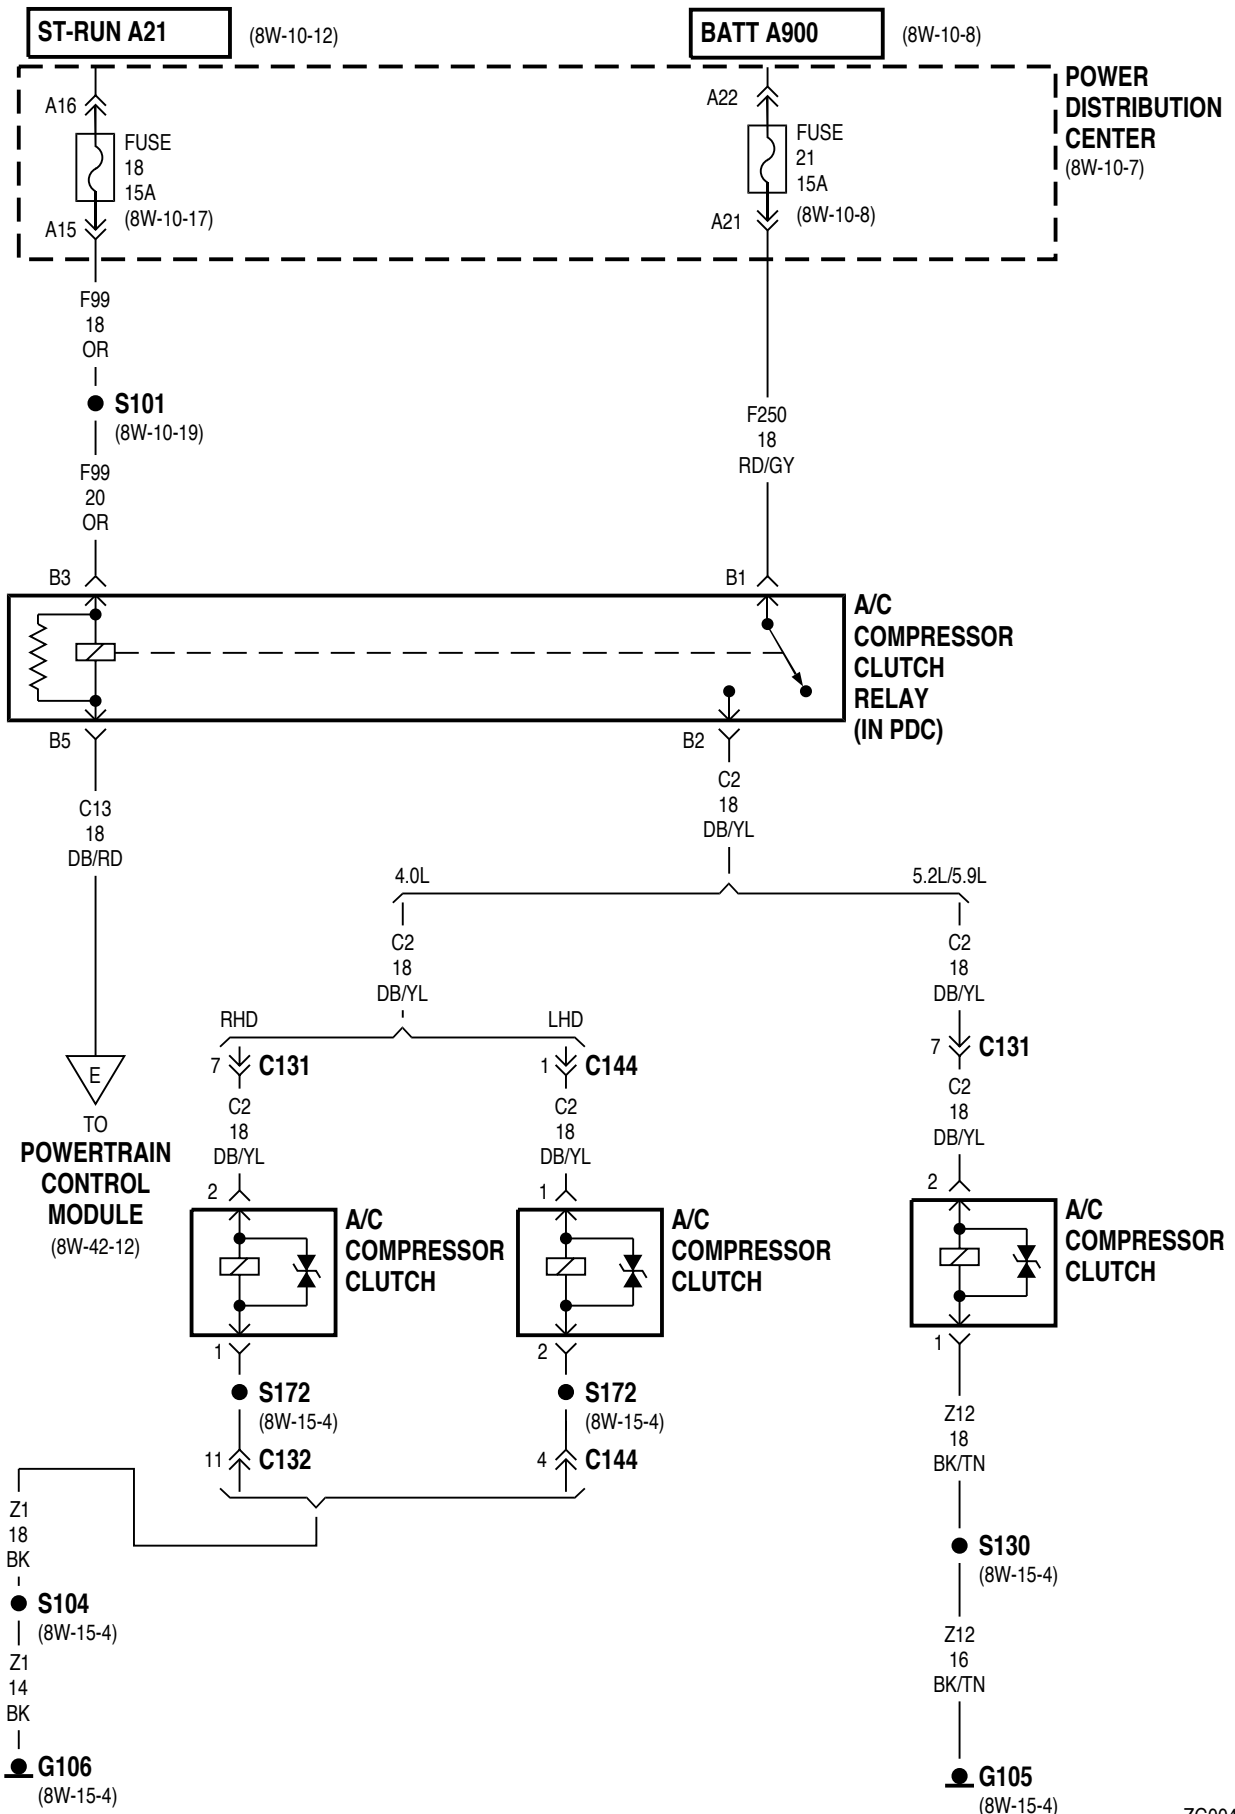 ST-RUN A21
(8W-10-12)
BATT A900
(8W-10-8)
POWER
DISTRIBUTION
CENTER
(8W-10-7)
A16
FUSE
18
15A
(8W-10-17)
A15
A22
FUSE
21
15A
(8W-10-8)
A21
F99
18
OR
S101
(8W-10-19)
F99
20
OR
F250
18
RD/GY
B3
B1
A/C
COMPRESSOR
CLUTCH
RELAY
(IN PDC)
B5
B2
C13
18
DB/RD
C2
18
DB/YL
4.0L
5.2L/5.9L
C2
18
DB/YL
C2
18
DB/YL
RHD
LHD
7
C131
1
C144
7
C131
E
TO
POWERTRAIN
CONTROL
MODULE
(8W-42-12)
C2
18
DB/YL
C2
18
DB/YL
C2
18
DB/YL
2
A/C
COMPRESSOR
CLUTCH
1
1
A/C
COMPRESSOR
CLUTCH
2
2
A/C
COMPRESSOR
CLUTCH
1
S172
(8W-15-4)
S172
(8W-15-4)
11
C132
4
C144
Z12
18
BK/TN
Z1
18
BK
S104
(8W-15-4)
Z1
14
BK
G106
(8W-15-4)
S130
(8W-15-4)
Z12
16
BK/TN
G105
(8W-15-4)